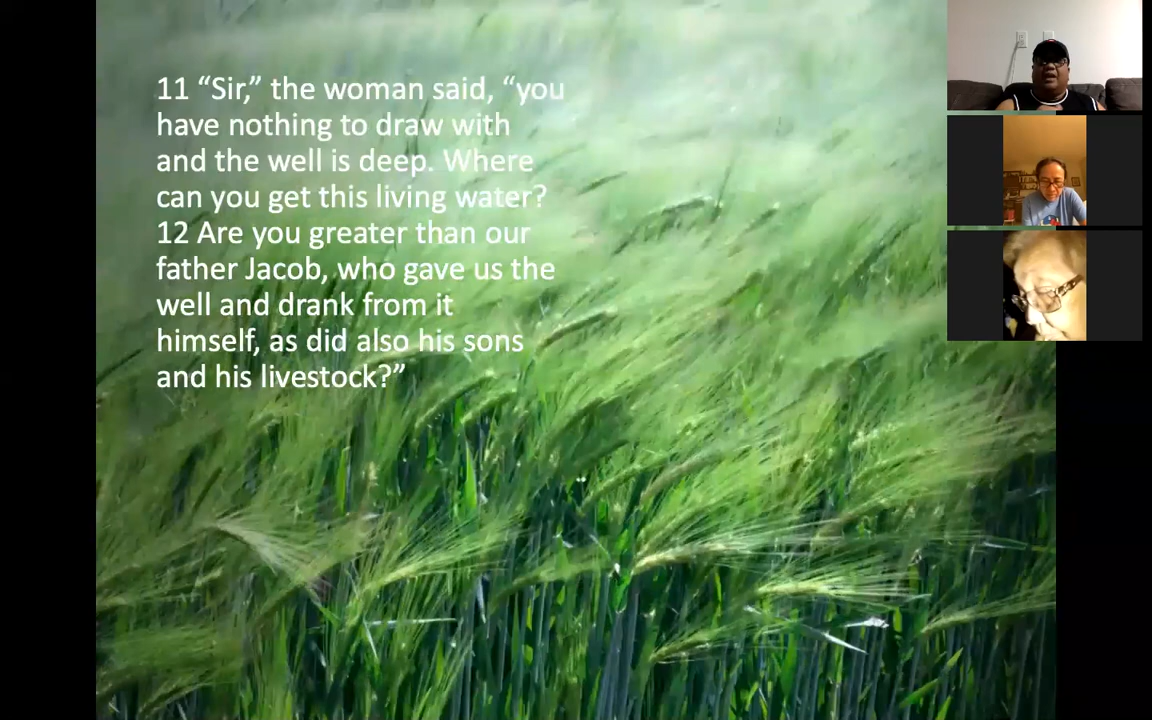 11 “Sir,” the woman said, “you
have nothing to draw with
and the well is deep. Where
can you get this living water?
12 Are you greater than our
father Jacob, who gave us the
well and drank from it
himself, as did also his sons
and his livestock?”